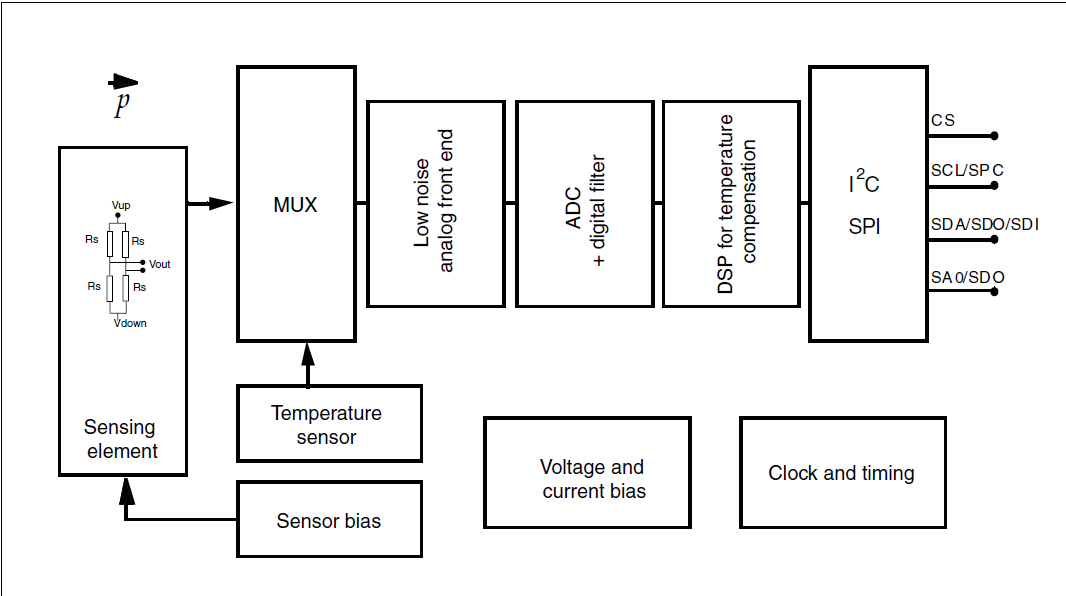 p
Vup
Rs
Rs
Vout
Rs
Rs
Vdown
Sensing
element
MUX
Low noise
analog front end
ADC
+ digital filter
DSP for temperature
compensation
I²C
SPI
CS
SCL/SPC
SDA/SDO/SDI
SA0/SDO
Temperature
sensor
Sensor bias
Voltage and
current bias
Clock and timing